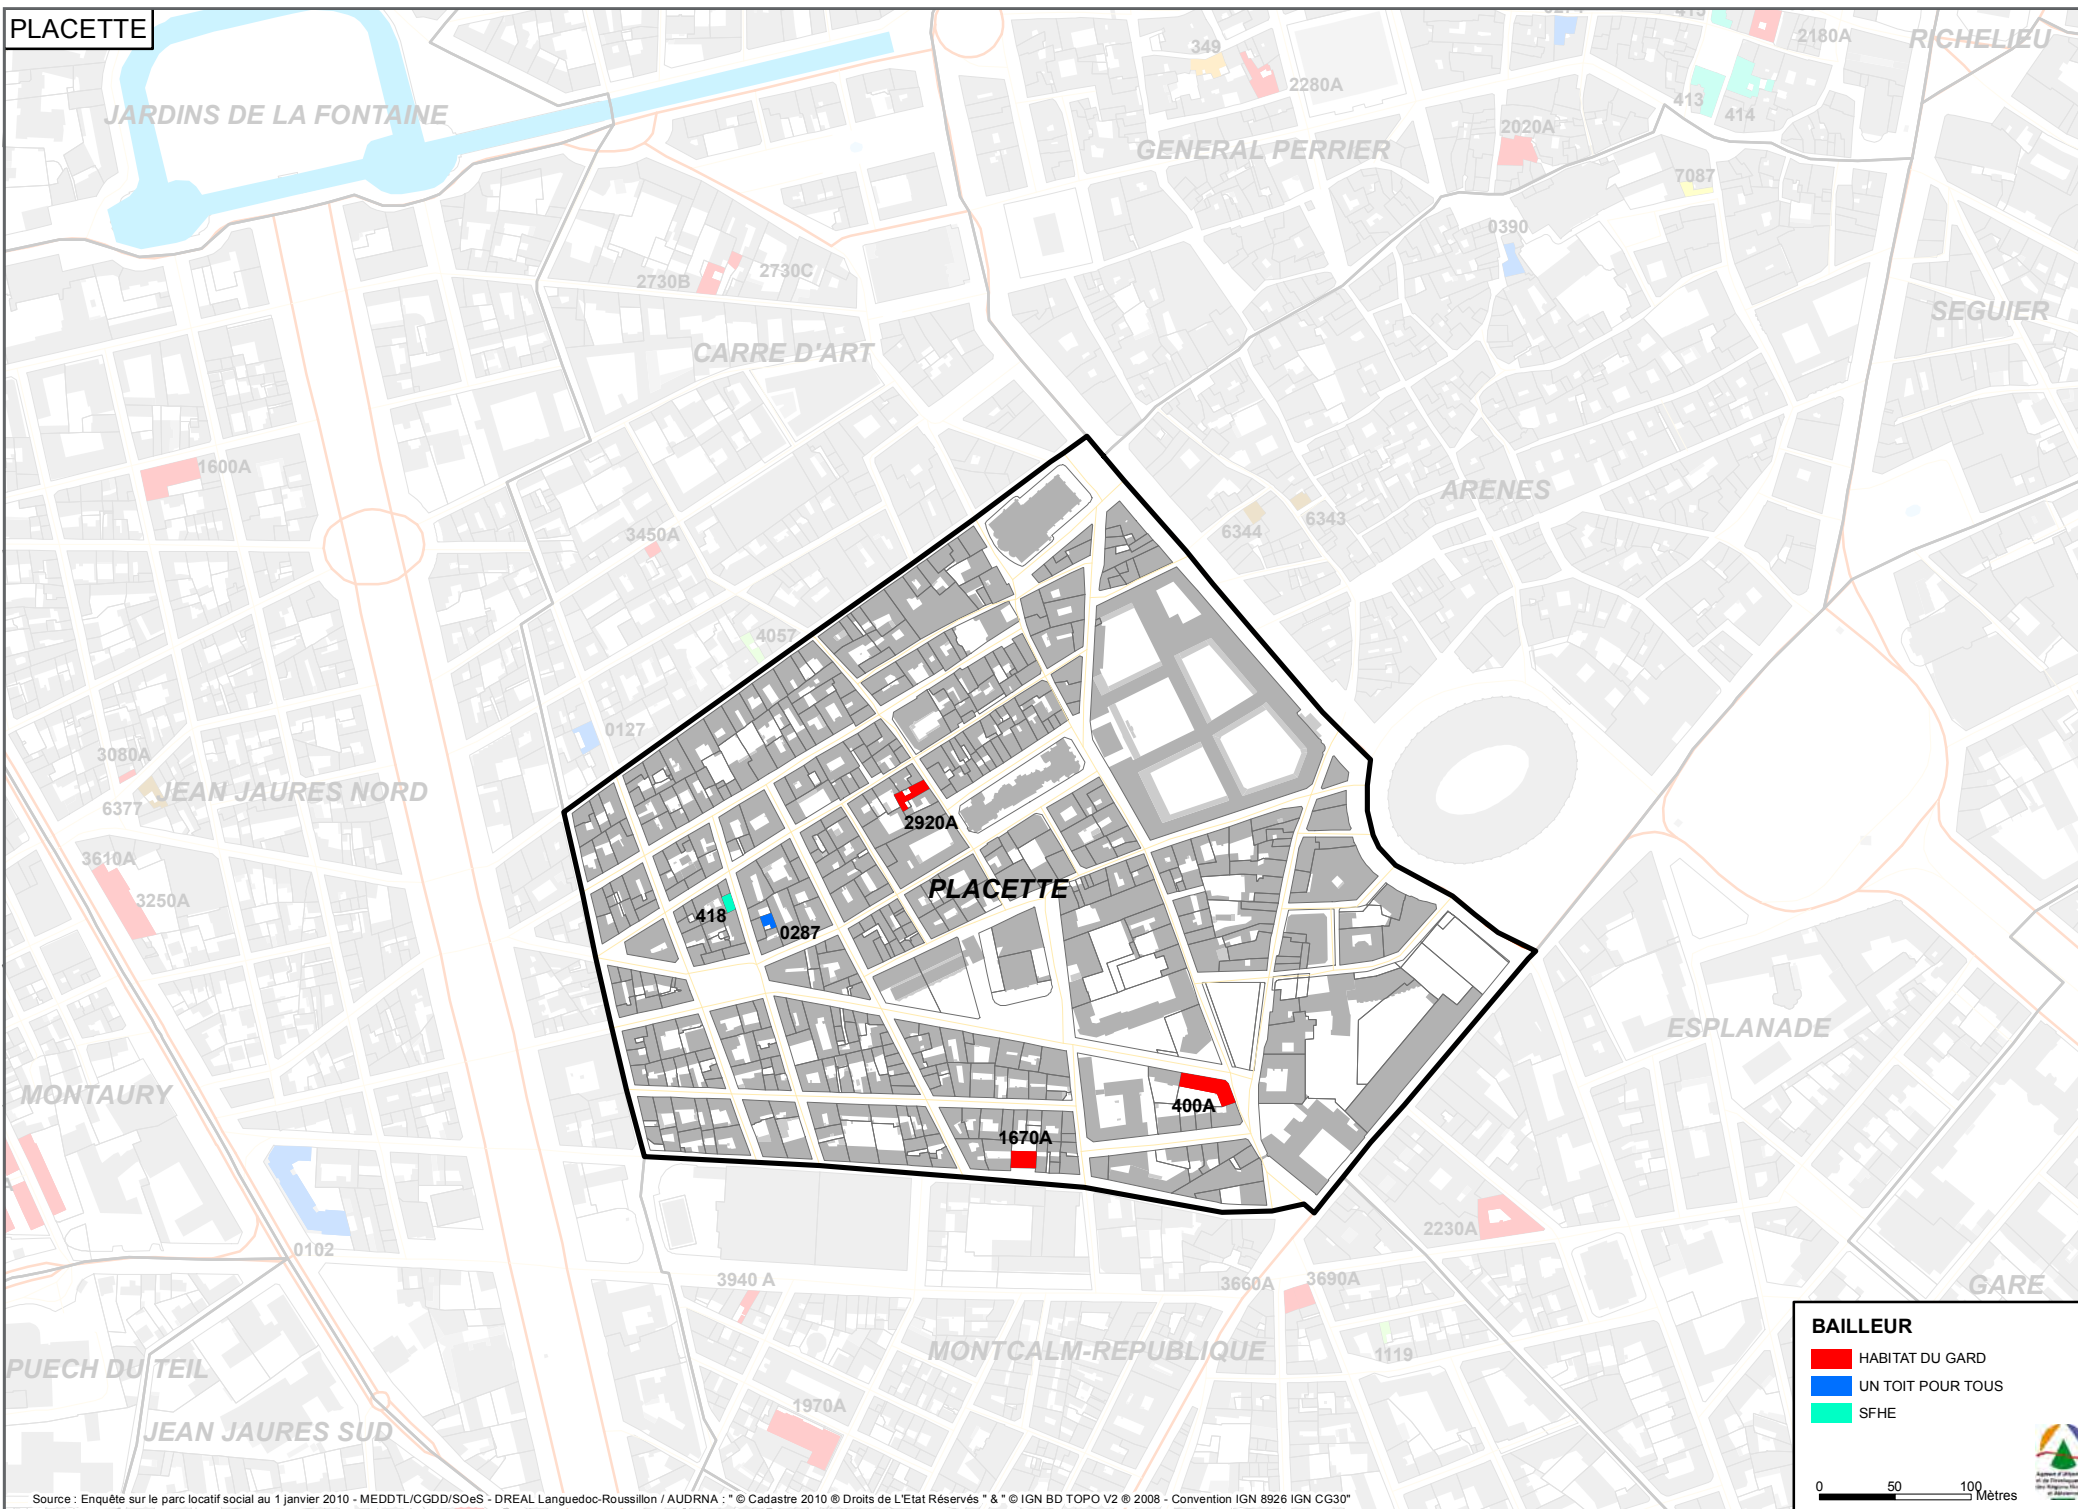 PLACETTE
JARDINS DE LA FONTAINE
349
2280A
413
2180A
RICHELIEU
413
414
GENERAL PERRIER
2020A
7087
0390
2730B
2730C
SEGUIER
CARRE D'ART
1600A
ARENES
6343
6344
3450A
4057
0127
3080A
6377
JEAN JAURES NORD
2920A
3610A
3250A
PLACETTE
418
0287
ESPLANADE
MONTAURY
400A
1670A
0102
2230A
3940 A
3660A
3690A
GARE
PUECH DU TEIL
MONTCALM-REPUBLIQUE
1119
1970A
JEAN JAURES SUD
BAILLEUR
HABITAT DU GARD
UN TOIT POUR TOUS
SFHE
0 50 100
Mètres
Source : Enquête sur le parc locatif social au 1 janvier 2010 - MEDDTL/CGDD/SOeS - DREAL Languedoc-Roussillon / AUDRNA : " © Cadastre 2010 ® Droits de L'Etat Réservés " & " © IGN BD TOPO V2 ® 2008 - Convention IGN 8926 IGN CG30"